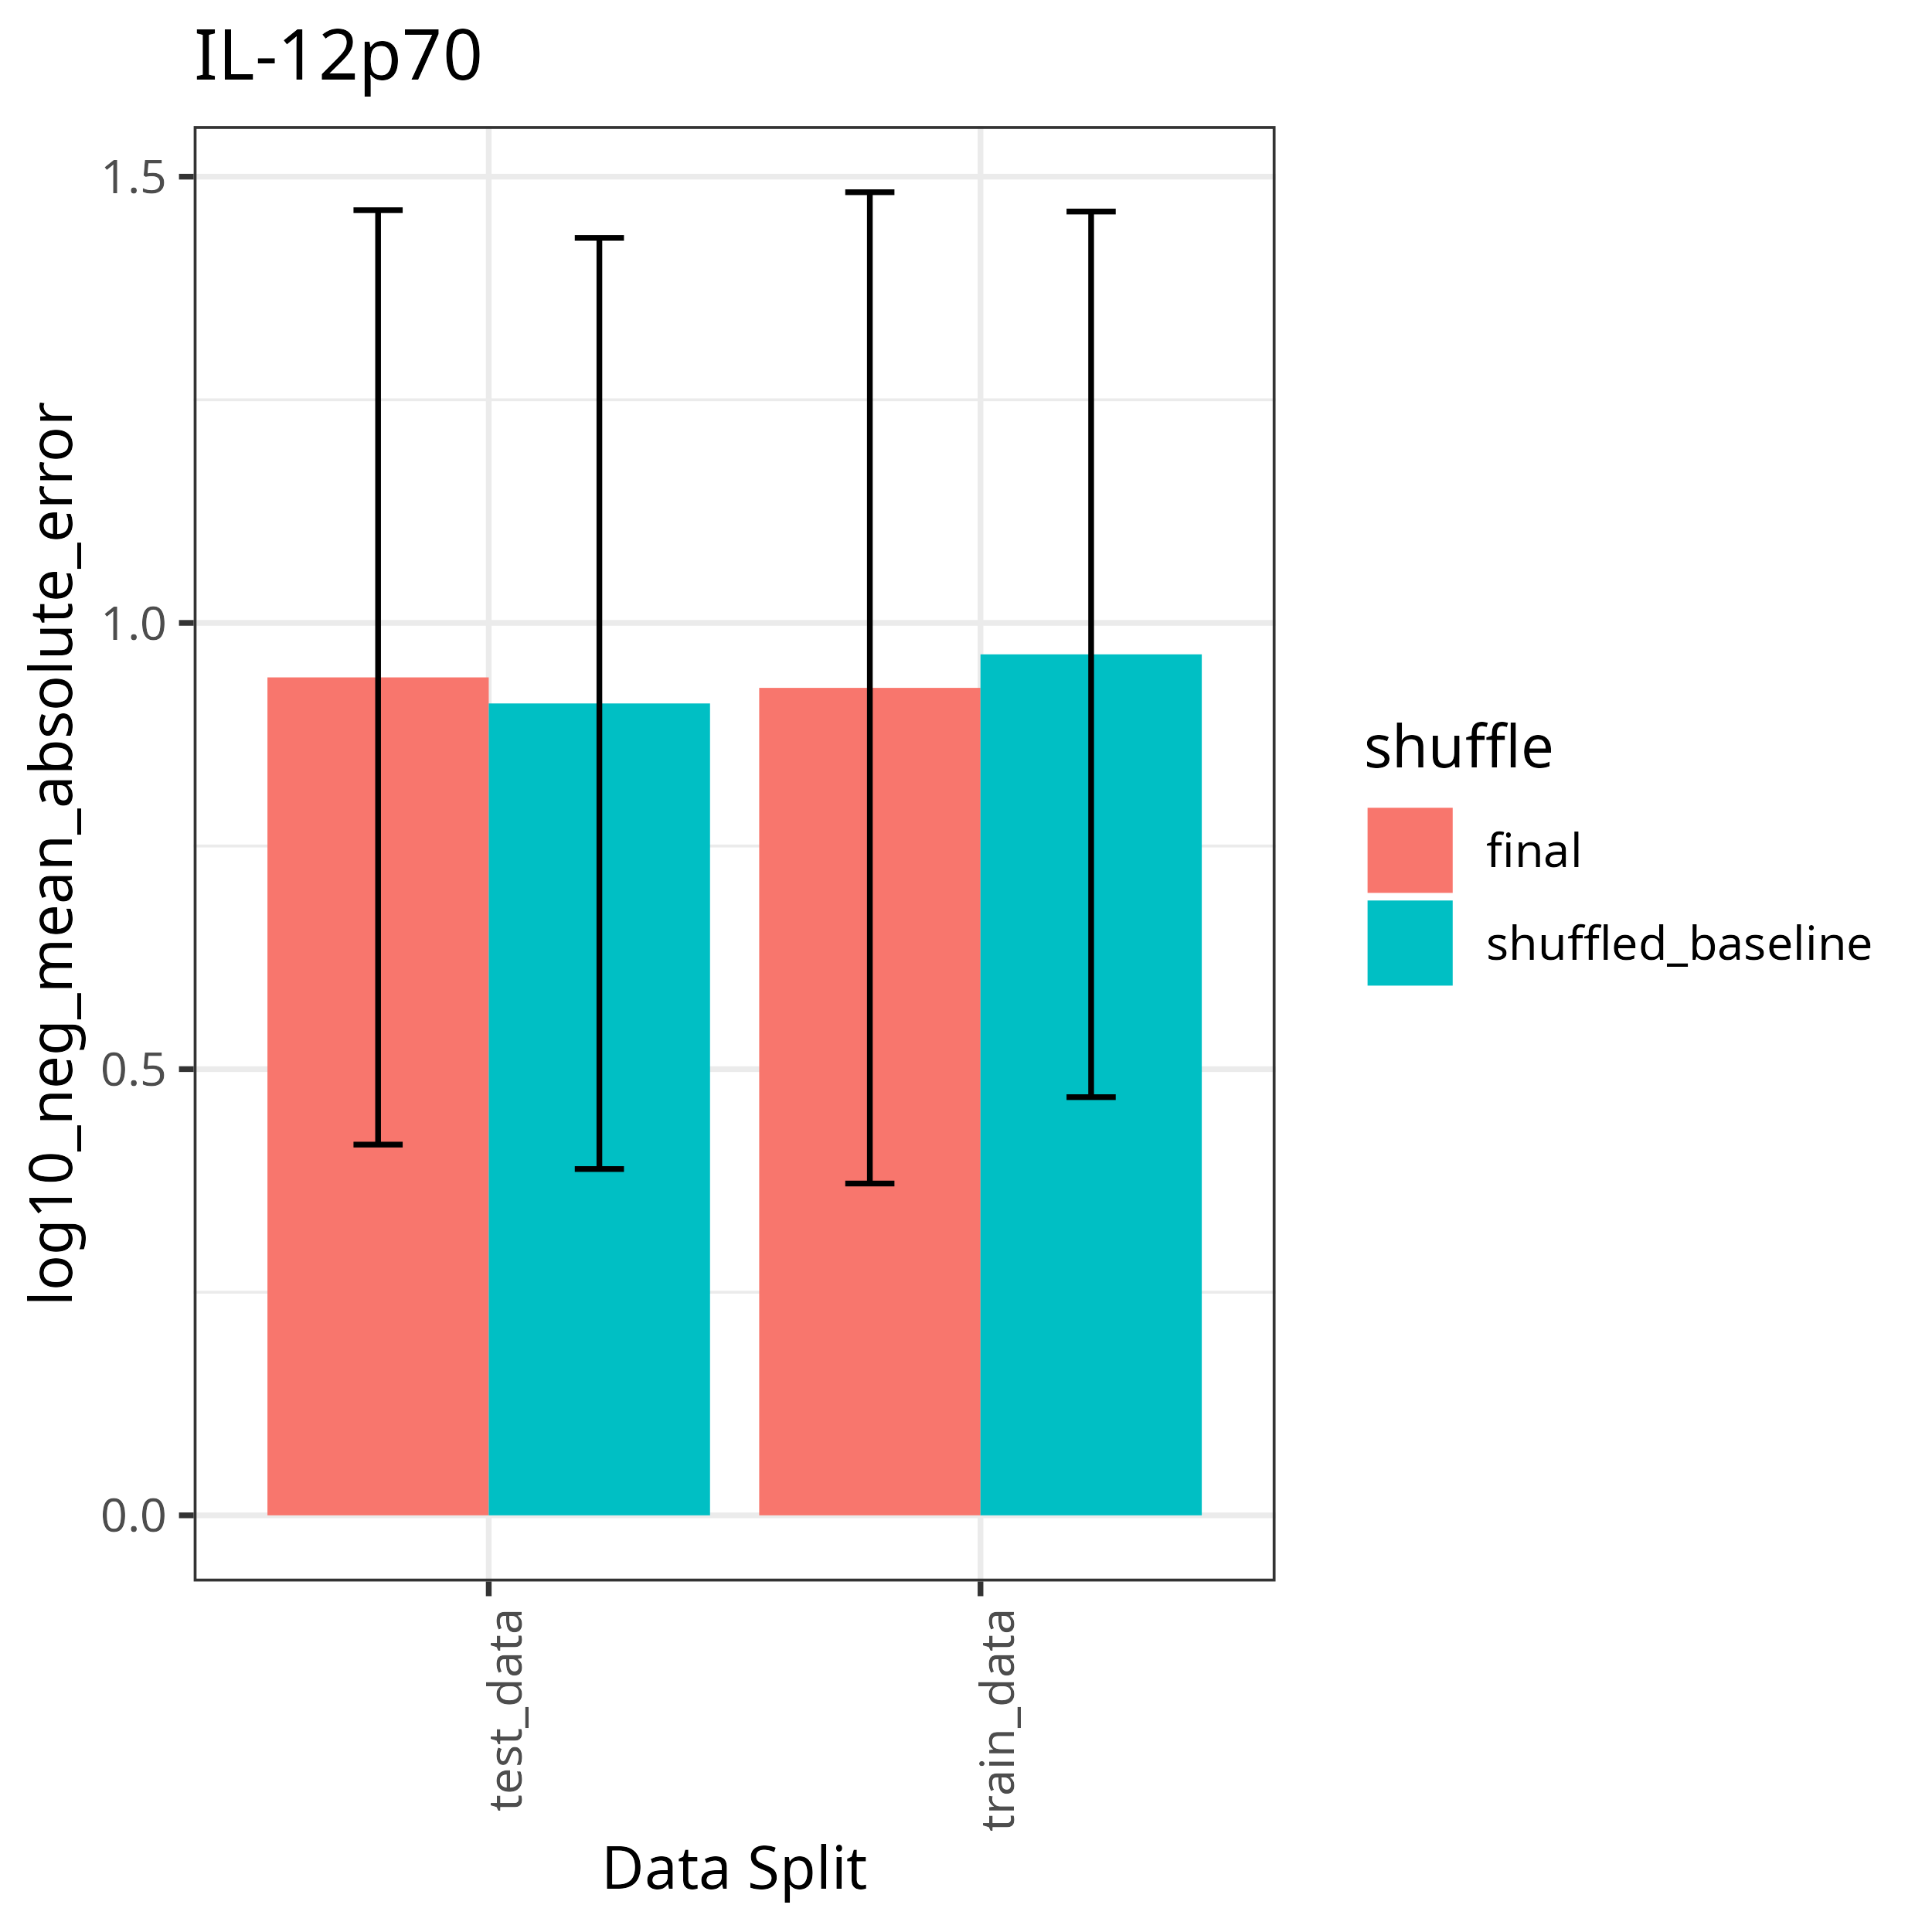 IL-12p70
log10_neg_mean_absolute_error
1.5
1.0
0.5
0.0
test_data
train_data
Data Split
shuffle
final
shuffled_baseline